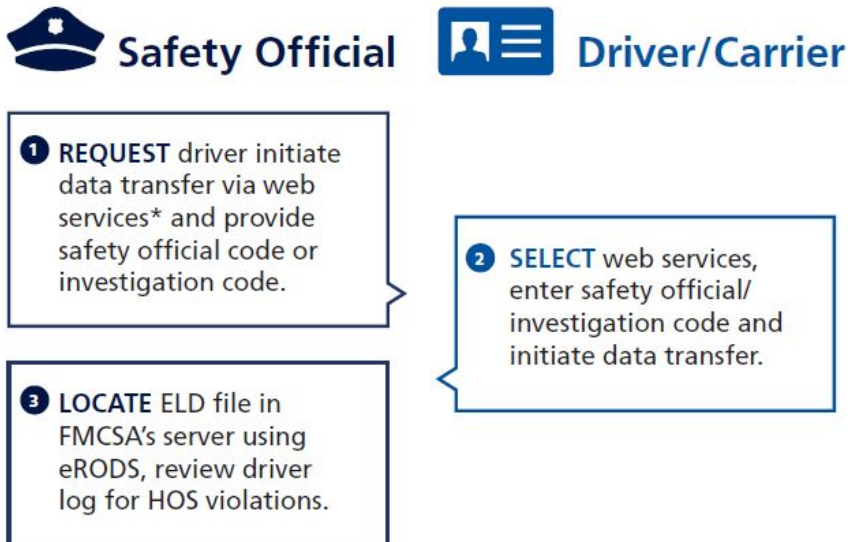 Safety Official
Driver/Carrier
1 REQUEST driver initiate
data transfer via web
services* and provide
safety official code or
investigation code.
2 SELECT web services,
enter safety official/
investigation code and
initiate data transfer.
3 LOCATE ELD file in
FMCSA's server using
eRODS, review driver
log for HOS violations.